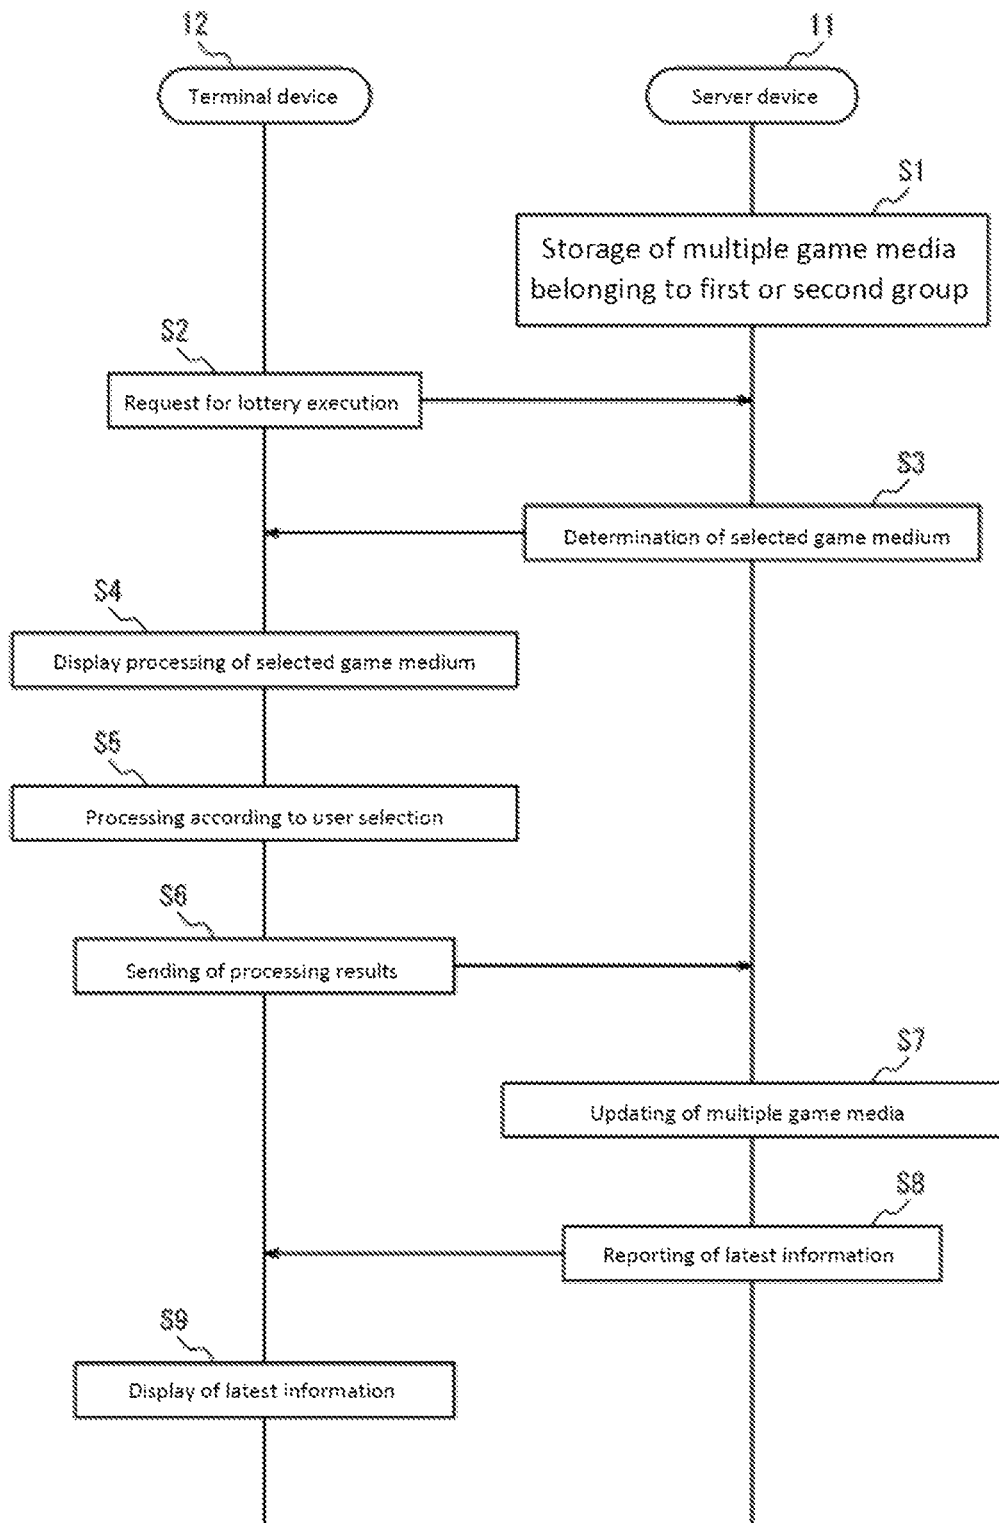 12
11
Terminal device
Server device
S1
Storage of multiple game media
belonging to first or second group
S2
Request for lottery execution
S3
Determination of selected game medium
S4
Display processing of selected game medium
S5
Processing according to user selection
S6
Sending of processing results
S7
Updating of multiple game media
S8
Reporting of latest information
S9
Display of latest information